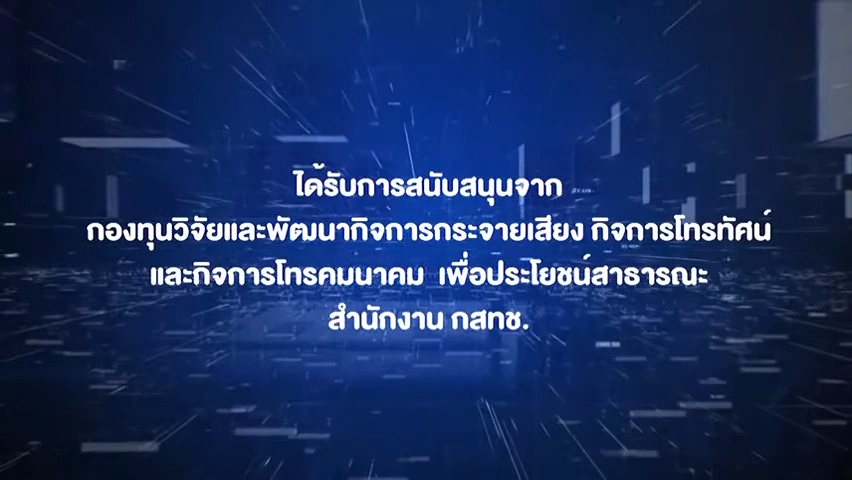 ได้รับการสนับสนุนจาก
กองทุนวิจัยและพัฒนากิจการกระจายเสียง กิจการโทรทัศน์
และกิจการโทรคมนาคม เพื่อประโยชน์สาธารณะ
สำนักงาน กสทช.